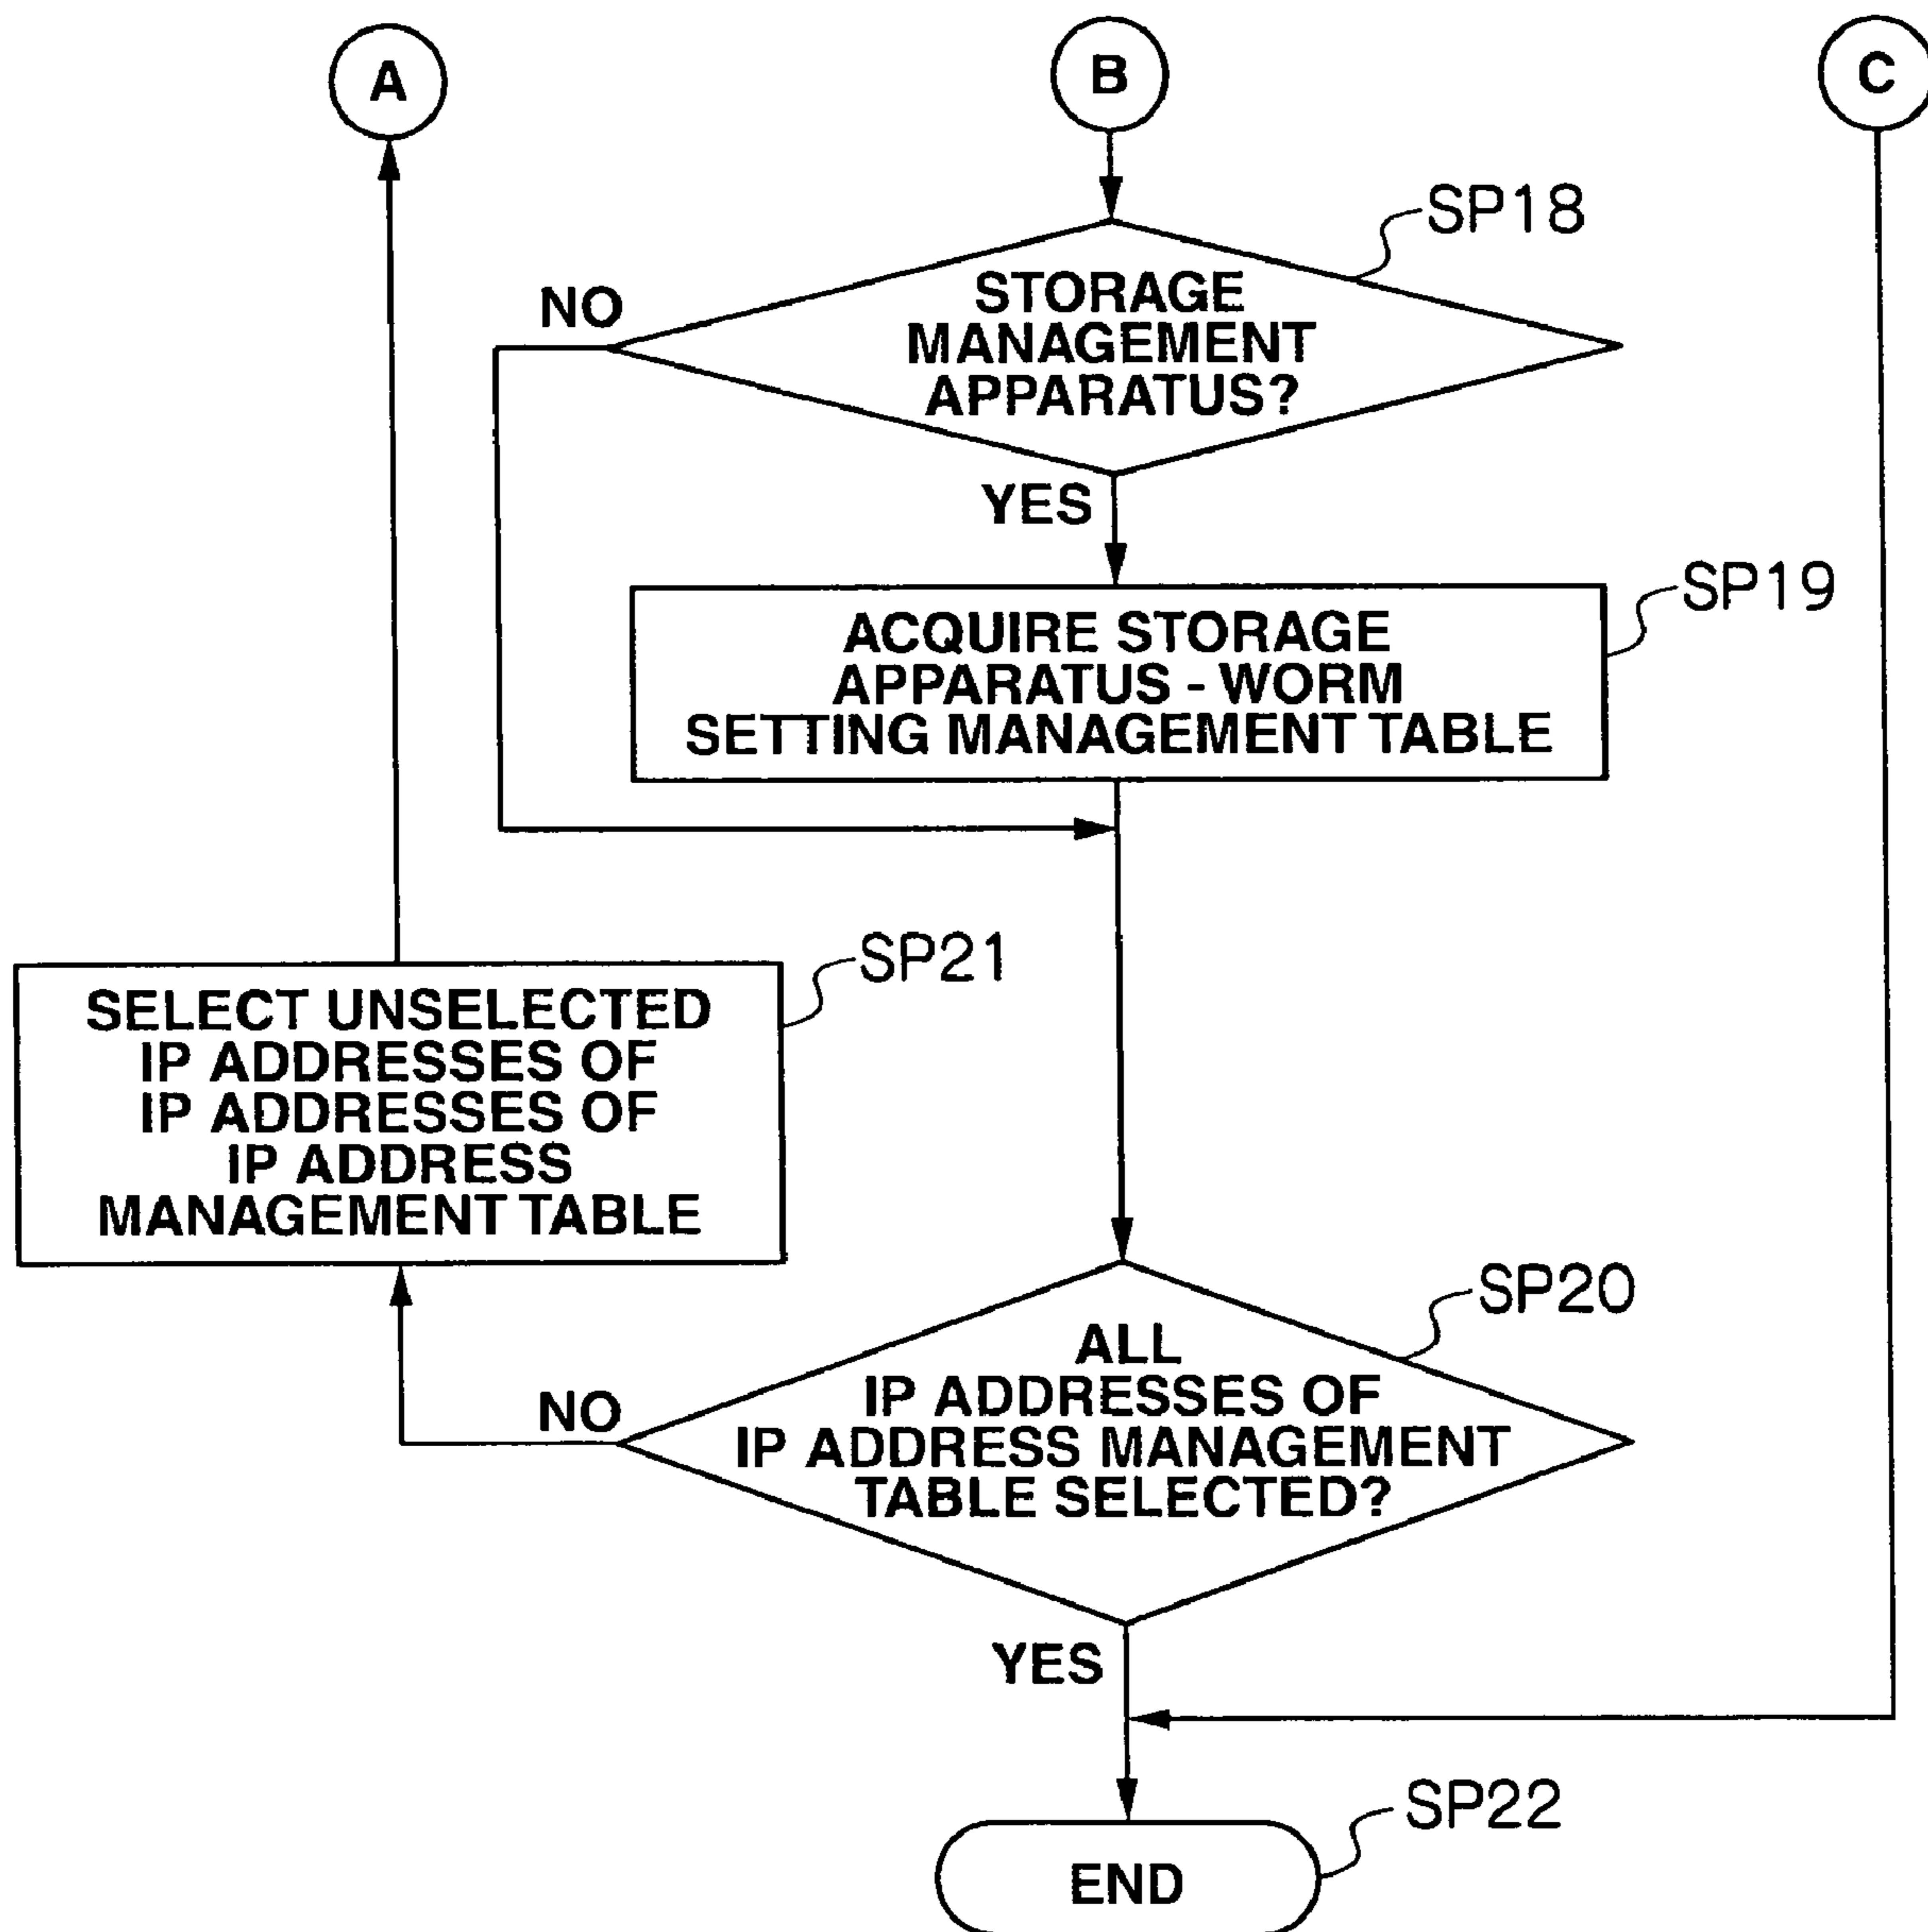 A
B
C
SP18
STORAGE
MANAGEMENT
APPARATUS?
NO
YES
SP19
ACQUIRE STORAGE
APPARATUS - WORM
SETTING MANAGEMENT TABLE
SP21
SELECT UNSELECTED
IP ADDRESSES OF
IP ADDRESSES OF
IP ADDRESS
MANAGEMENT TABLE
SP20
ALL
IP ADDRESSES OF
IP ADDRESS MANAGEMENT
TABLE SELECTED?
NO
YES
SP22
END